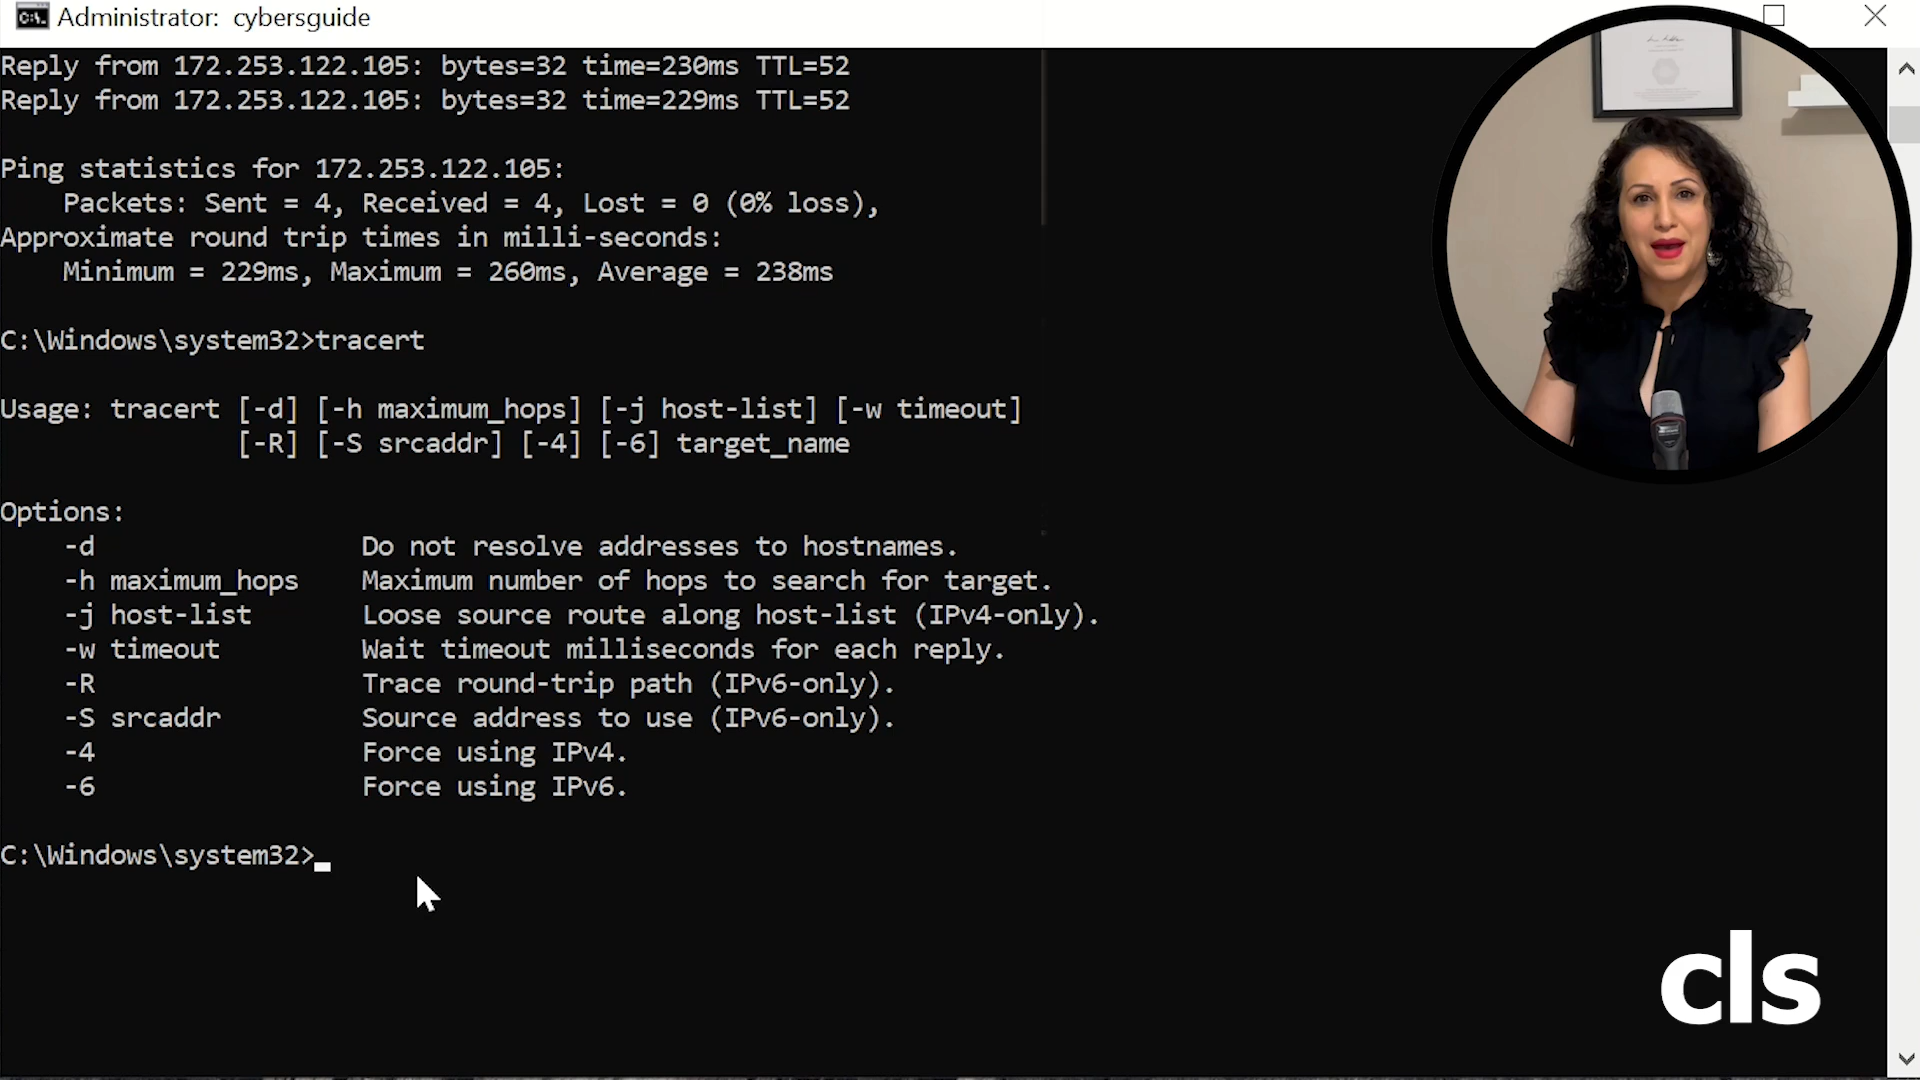 Administrator: cybersguide
Reply from 172.253.122.105: bytes=32 time=230ms TTL=52
Reply from 172.253.122.105: bytes=32 time=229ms TTL=52
Ping statistics for 172.253.122.105:
Packets: Sent = 4, Received = 4, Lost = 0 (0% loss),
Approximate round trip times in milli-seconds:
Minimum = 229ms, Maximum = 260ms, Average = 238ms
C:\Windows\system32>tracert
Usage: tracert [-d] [-h maximum_hops] [-j host-list] [-w timeout]
[-R] [-S srcaddr] [-4] [-6] target_name
Options:
-d Do not resolve addresses to hostnames.
-h maximum_hops Maximum number of hops to search for target.
-j host-list Loose source route along host-list (IPv4-only).
-w timeout Wait timeout milliseconds for each reply.
-R Trace round-trip path (IPv6-only).
-S srcaddr Source address to use (IPv6-only).
-4 Force using IPv4.
-6 Force using IPv6.
C:\Windows\system32>
cls